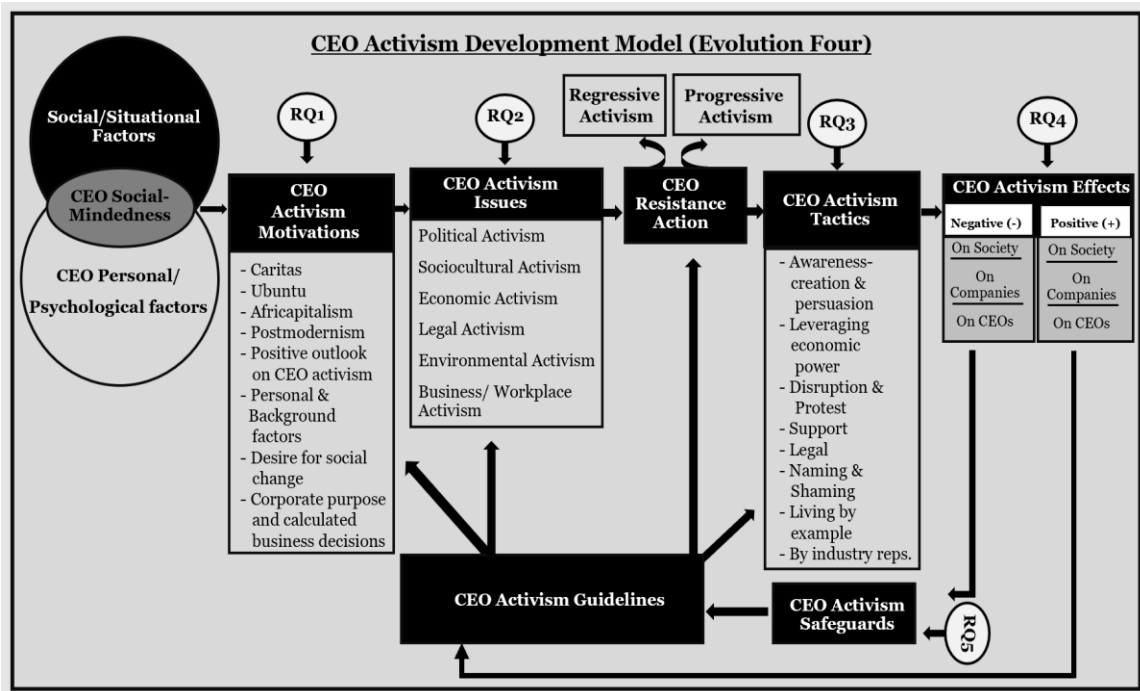 CEO Activism Development Model (Evolution Four)
Social/Situational
Factors
CEO Social-
Mindedness
CEO Personal/
Psychological factors
RQ1
CEO
Activism
Motivations
- Caritas
- Ubuntu
- Africapitalism
- Postmodernism
- Positive outlook
on CEO activism
- Personal &
Background
factors
- Desire for social
change
- Corporate purpose
and calculated
business decisions
RQ2
CEO Activism
Issues
Political Activism
Sociocultural Activism
Economic Activism
Legal Activism
Environmental Activism
Business/ Workplace
Activism
Regressive
Activism
Progressive
Activism
CEO
Resistance
Action
RQ3
CEO Activism
Tactics
- Awareness-
creation & persuasion
- Leveraging
economic
power
- Disruption &
Protest
- Support
- Legal
- Naming &
Shaming
- Living by
example
- By industry reps.
RQ4
CEO Activism Effects
Negative (-)
On Society
On
Companies
On CEOs
Positive (+)
On Society
On
Companies
On CEOs
CEO Activism Guidelines
CEO Activism
Safeguards
RQ5